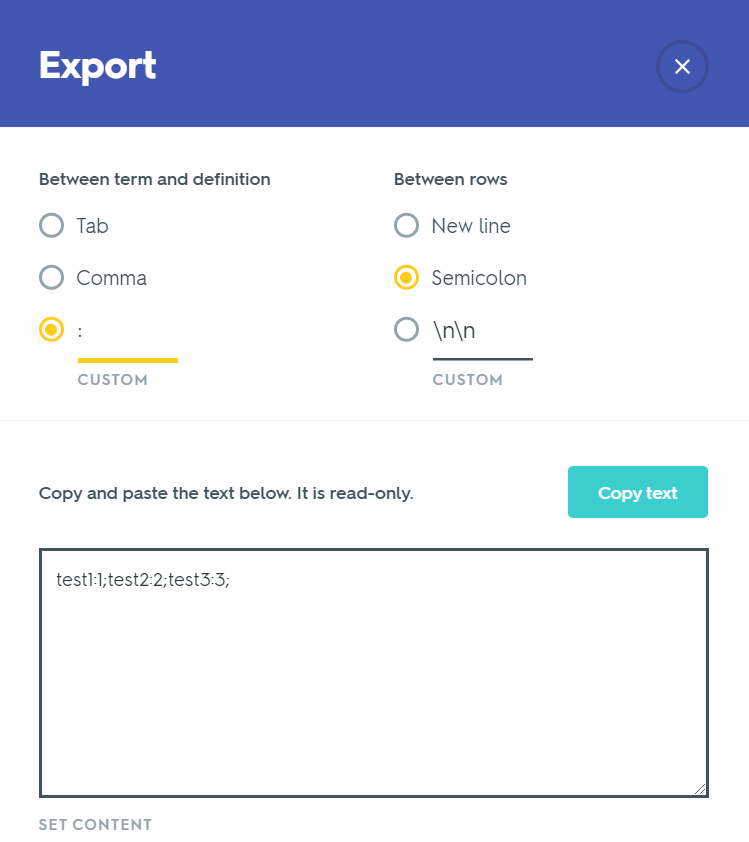 Export
Between term and definition
Between rows
Tab
New line
Comma
Semicolon
:
\n\n
CUSTOM
CUSTOM
Copy and paste the text below. It is read-only.
Copy text
test1:1;test2:2;test3:3;
SET CONTENT